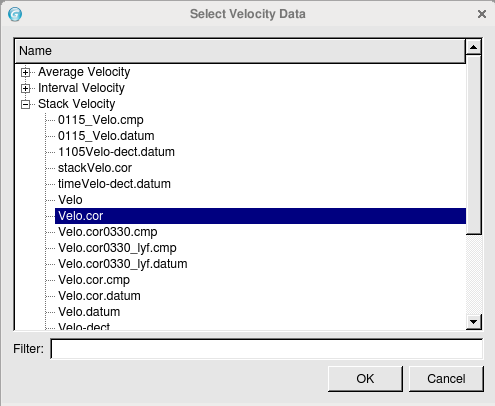 Select Velocity Data
Name
Average Velocity
Interval Velocity
Stack Velocity
0115_Velo.cmp
0115_Velo.datum
1105Velo-dect.datum
stackVelo.cor
timeVelo-dect.datum
Velo
Velo.cor
Velo.cor0330.cmp
Velo.cor0330_lyf.cmp
Velo.cor0330_lyf.datum
Velo.cor.cmp
Velo.cor.datum
Velo.datum
Velo-dect
Filter:
OK Cancel